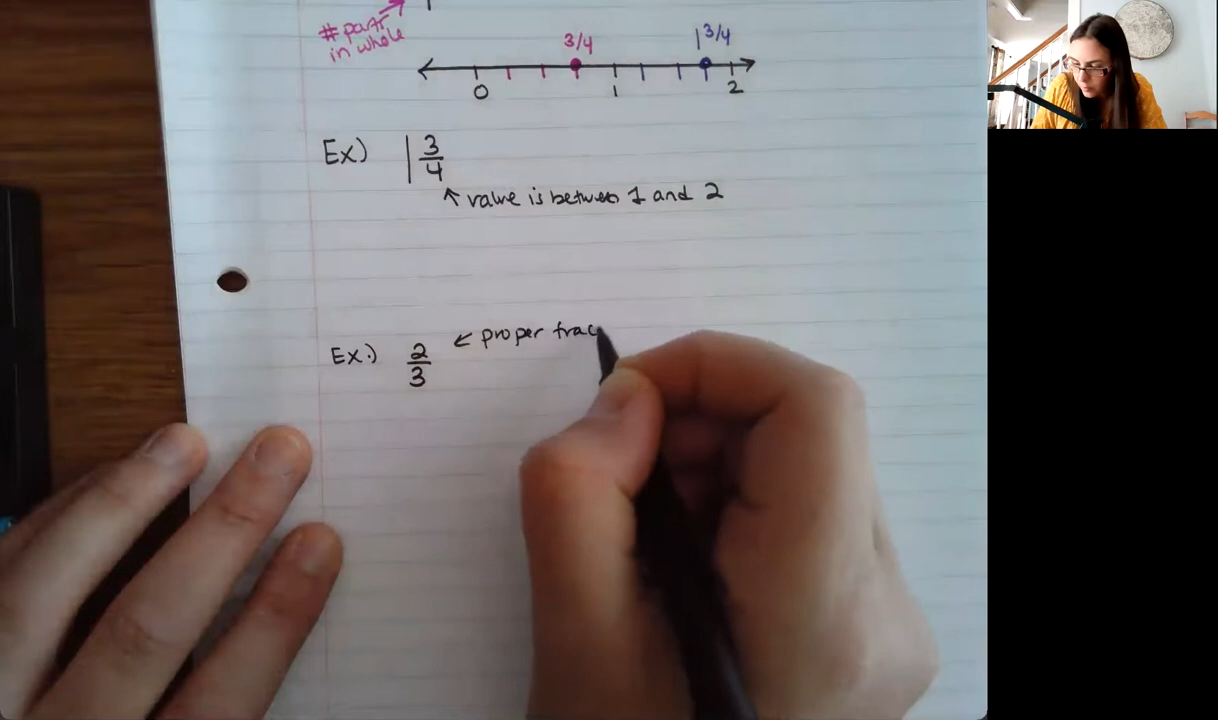 #parts in whole
3/4 1 3/4
0 1 2
Ex) 1 3/4
↖ value is between 1 and 2
Ex.) 2/3 ← proper frac